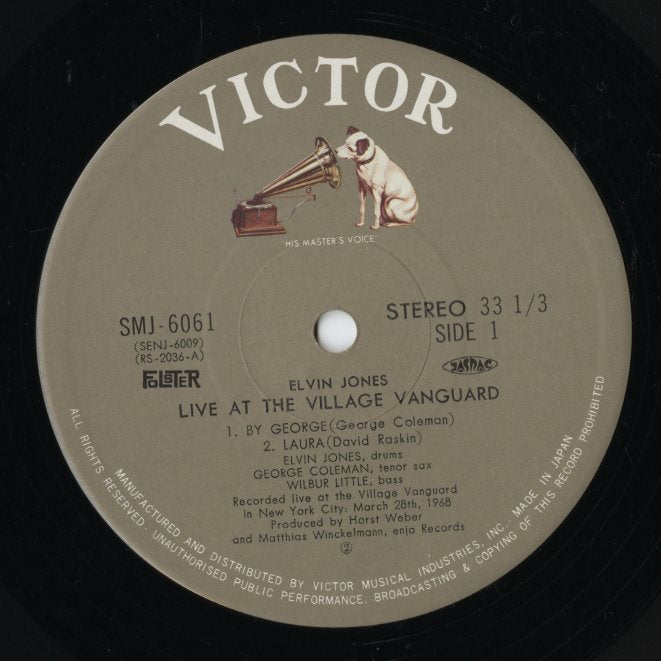 VICTOR
HIS MASTER'S VOICE
SMJ-6061
(SENJ-6009)
(RS-2036-A)
FOLSTER
STEREO 33 1/3
SIDE 1
JASRAC
ELVIN JONES
LIVE AT THE VILLAGE VANGUARD
1. BY GEORGE(George Coleman)
2. LAURA(David Raskin)
ELVIN JONES, drums
GEORGE COLEMAN, tenor sax
WILBUR LITTLE, bass
Recorded live at the Village Vanguard
in New York City: March 28th, 1968
Produced by Horst Weber
and Matthias Winckelmann, enja Records
②
MANUFACTURED AND DISTRIBUTED BY VICTOR MUSICAL INDUSTRIES, INC.. MADE IN JAPAN
ALL RIGHTS RESERVED. UNAUTHORISED PUBLIC PERFORMANCE. BROADCASTING & COPYING OF THIS RECORD PROHIBITED